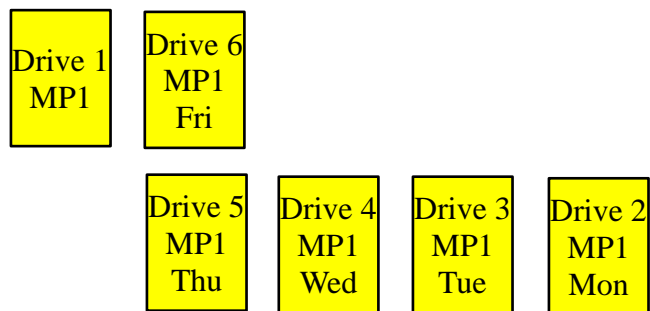 Drive 1
MP1
Drive 6
MP1
Fri
Drive 5
MP1
Thu
Drive 4
MP1
Wed
Drive 3
MP1
Tue
Drive 2
MP1
Mon